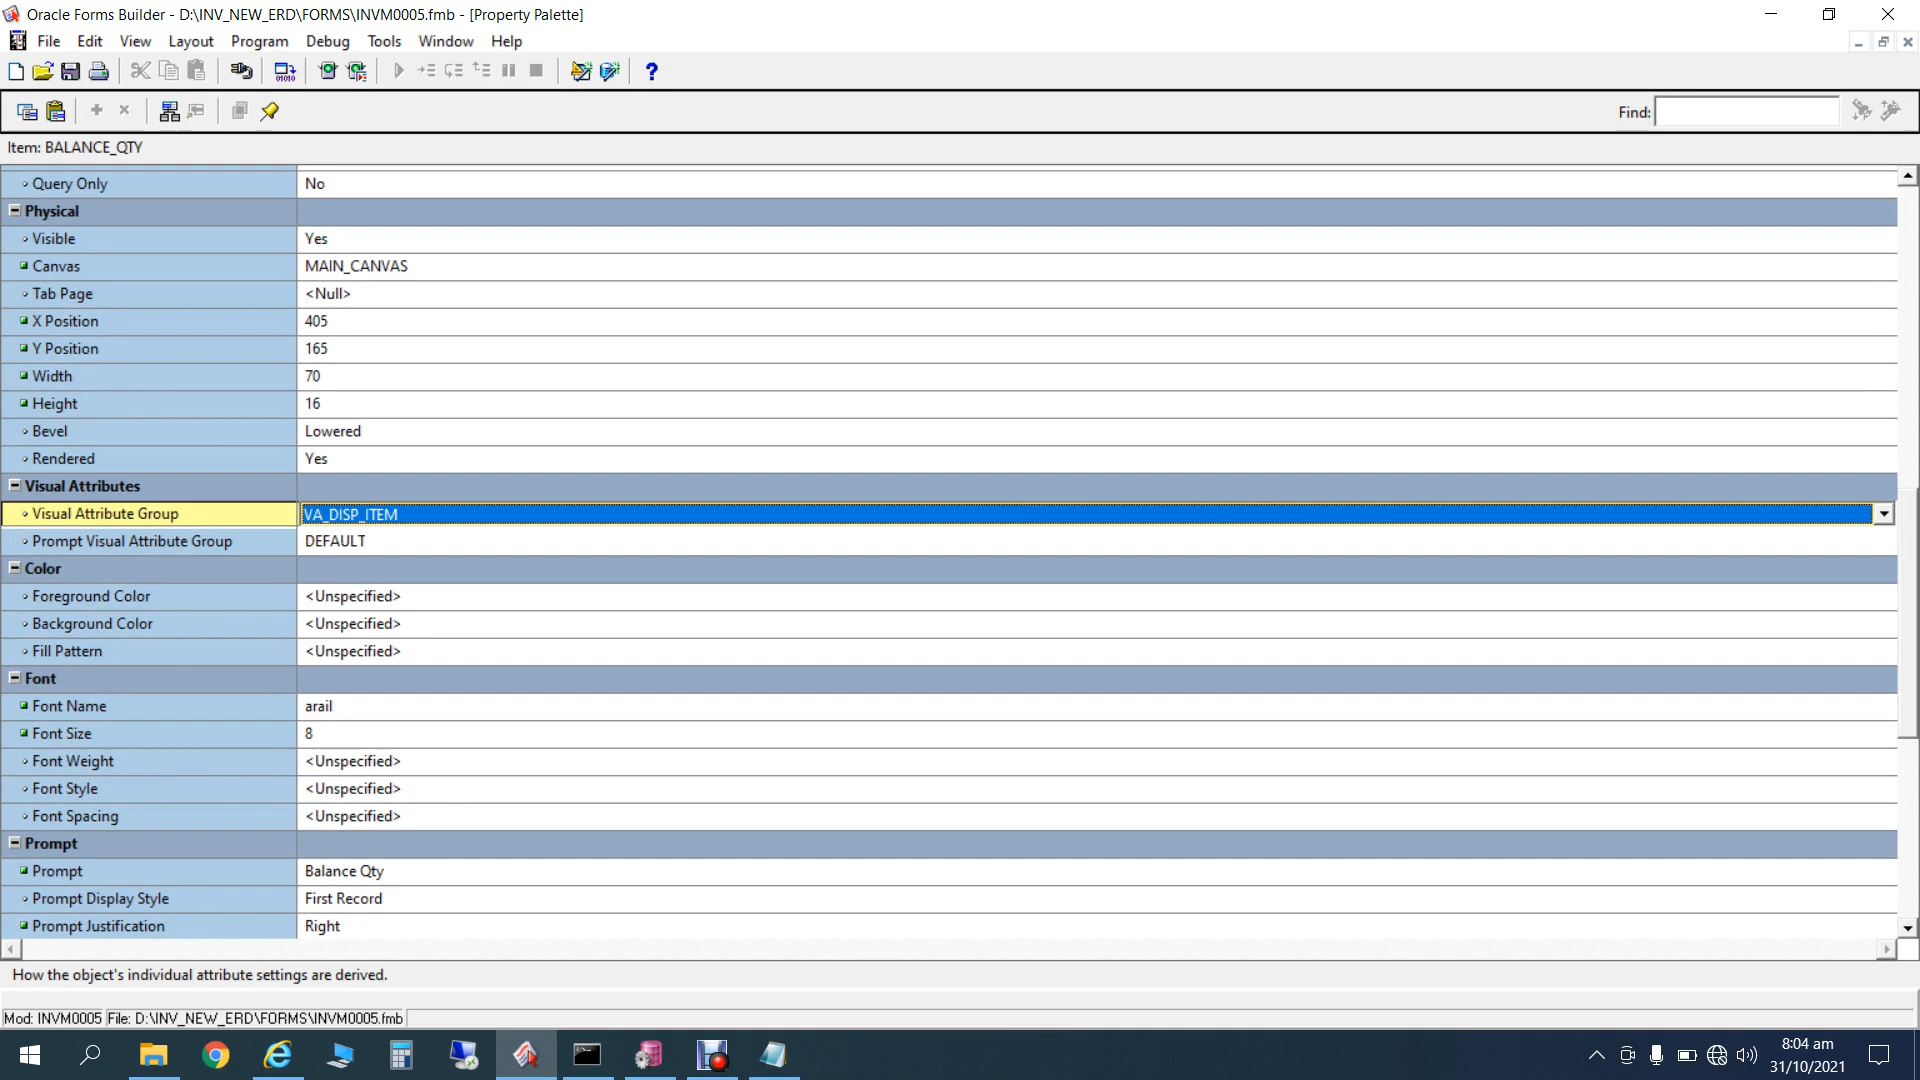 Oracle Forms Builder - D:\INV_NEW_ERD\FORMS\INVM0005.fmb - [Property Palette]
File Edit View Layout Program Debug Tools Window Help
Find:
Item: BALANCE_QTY
Query Only No
Physical
Visible Yes
Canvas MAIN_CANVAS
Tab Page <Null>
X Position 405
Y Position 165
Width 70
Height 16
Bevel Lowered
Rendered Yes
Visual Attributes
Visual Attribute Group VA_DISP_ITEM
Prompt Visual Attribute Group DEFAULT
Color
Foreground Color <Unspecified>
Background Color <Unspecified>
Fill Pattern <Unspecified>
Font
Font Name arail
Font Size 8
Font Weight <Unspecified>
Font Style <Unspecified>
Font Spacing <Unspecified>
Prompt
Prompt Balance Qty
Prompt Display Style First Record
Prompt Justification Right
How the object's individual attribute settings are derived.
Mod: INVM0005 File: D:\INV_NEW_ERD\FORMS\INVM0005.fmb
8:04 am
31/10/2021